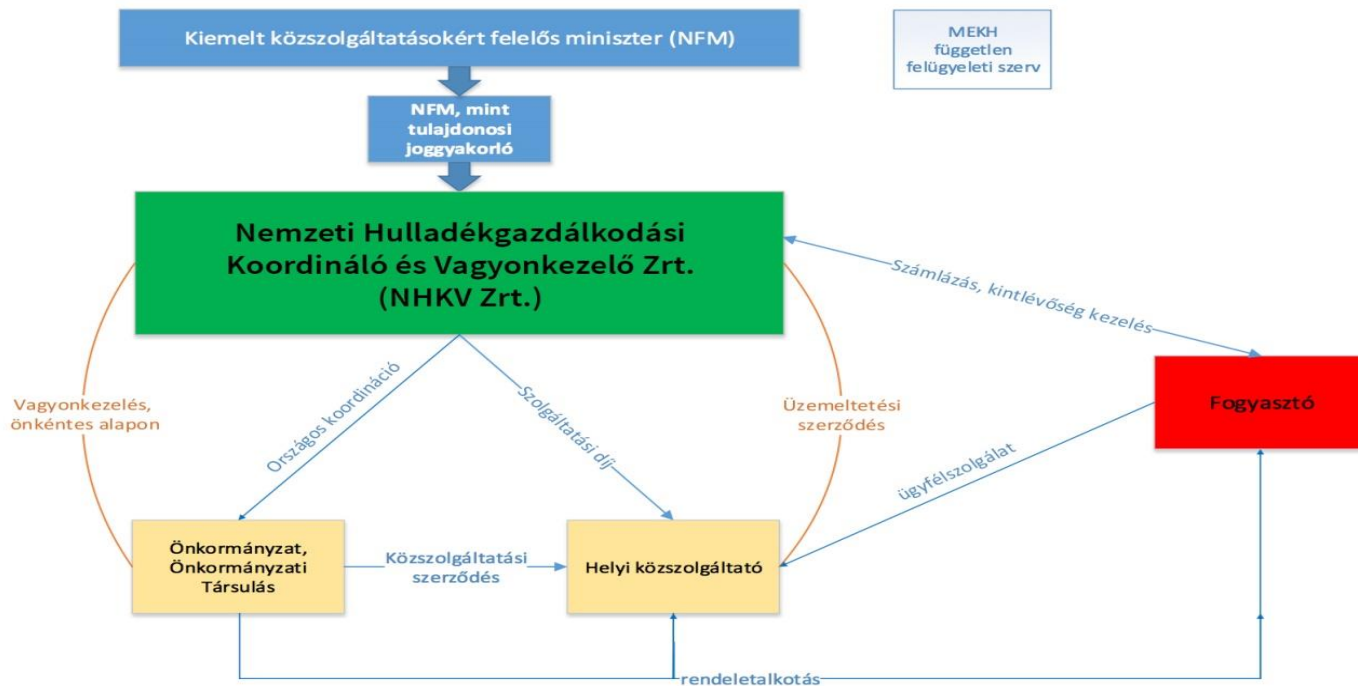 Kiemelt közszolgáltatásokért felelős miniszter (NFM)
MEKH
független
felügyeleti szerv
NFM, mint
tulajdonosi
joggyakorló
Nemzeti Hulladékgazdálkodási
Koordináló és Vagyonkezelő Zrt.
(NHKV Zrt.)
Számlázás, kintlévőség kezelés
Vagyonkezelés,
önkéntes alapon
Országos koordináció
Szolgáltatási díj
Üzemeltetési
szerződés
Fogyasztó
ügyfélszolgálat
Önkormányzat,
Önkormányzati
Társulás
Közszolgáltatási
szerződés
Helyi közszolgáltató
rendeletalkotás